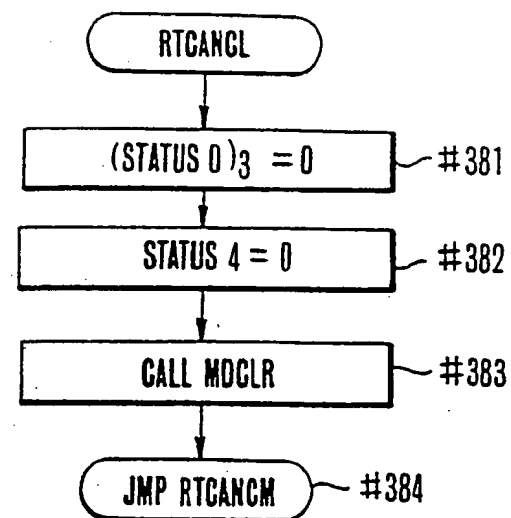 RTCANCL
(STATUS 0)3 = 0 #381
STATUS 4 = 0 #382
CALL MDCLR #383
JMP RTCANCM #384